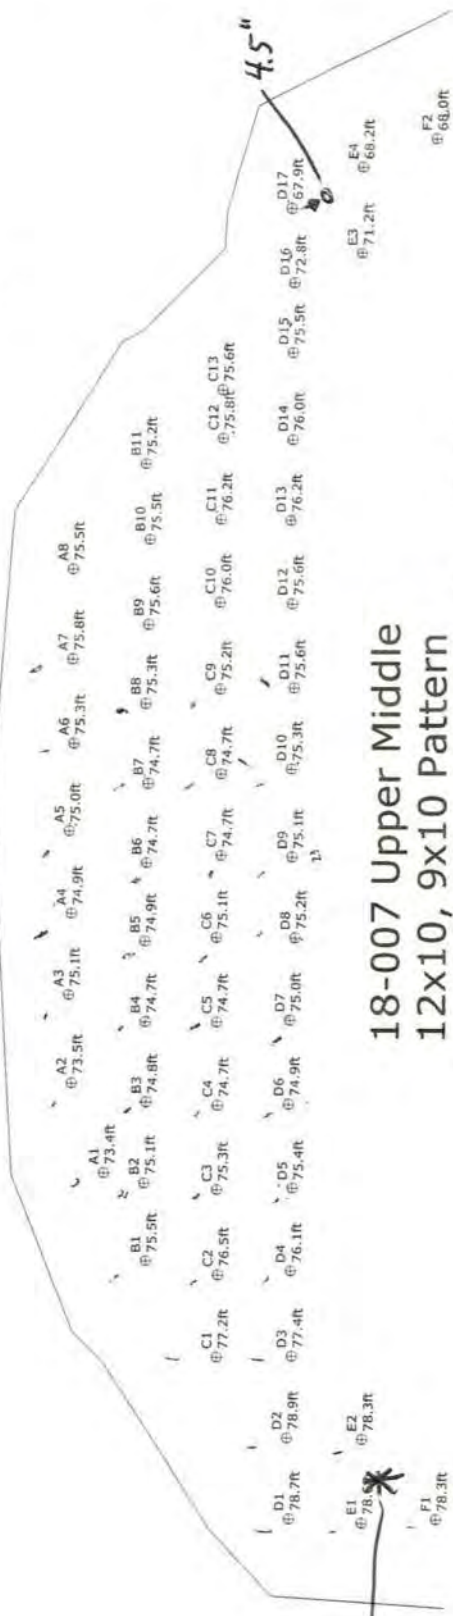 4.5"
A1
73.4ft
A2
73.5ft
A3
75.1ft
A4
74.9ft
A5
75.0ft
A6
75.3ft
A7
75.8ft
A8
75.5ft
B1
75.5ft
B2
75.1ft
B3
74.8ft
B4
74.7ft
B5
74.9ft
B6
74.7ft
B7
74.7ft
B8
75.3ft
B9
75.6ft
B10
75.5ft
B11
75.2ft
C1
77.2ft
C2
76.5ft
C3
75.3ft
C4
74.7ft
C5
74.7ft
C6
75.1ft
C7
74.7ft
C8
74.7ft
C9
75.2ft
C10
76.0ft
C11
76.2ft
C12
75.8ft
C13
75.6ft
D1
78.7ft
D2
78.9ft
D3
77.4ft
D4
76.1ft
D5
75.4ft
D6
74.9ft
D7
75.0ft
D8
75.2ft
D9
75.1ft
D10
75.3ft
D11
75.6ft
D12
75.6ft
D13
76.2ft
D14
76.0ft
D15
75.5ft
D16
72.8ft
D17
67.9ft
E1
E2
78.3ft
E3
71.2ft
E4
68.2ft
F1
78.3ft
F2
68.0ft
18-007 Upper Middle
12x10, 9x10 Pattern